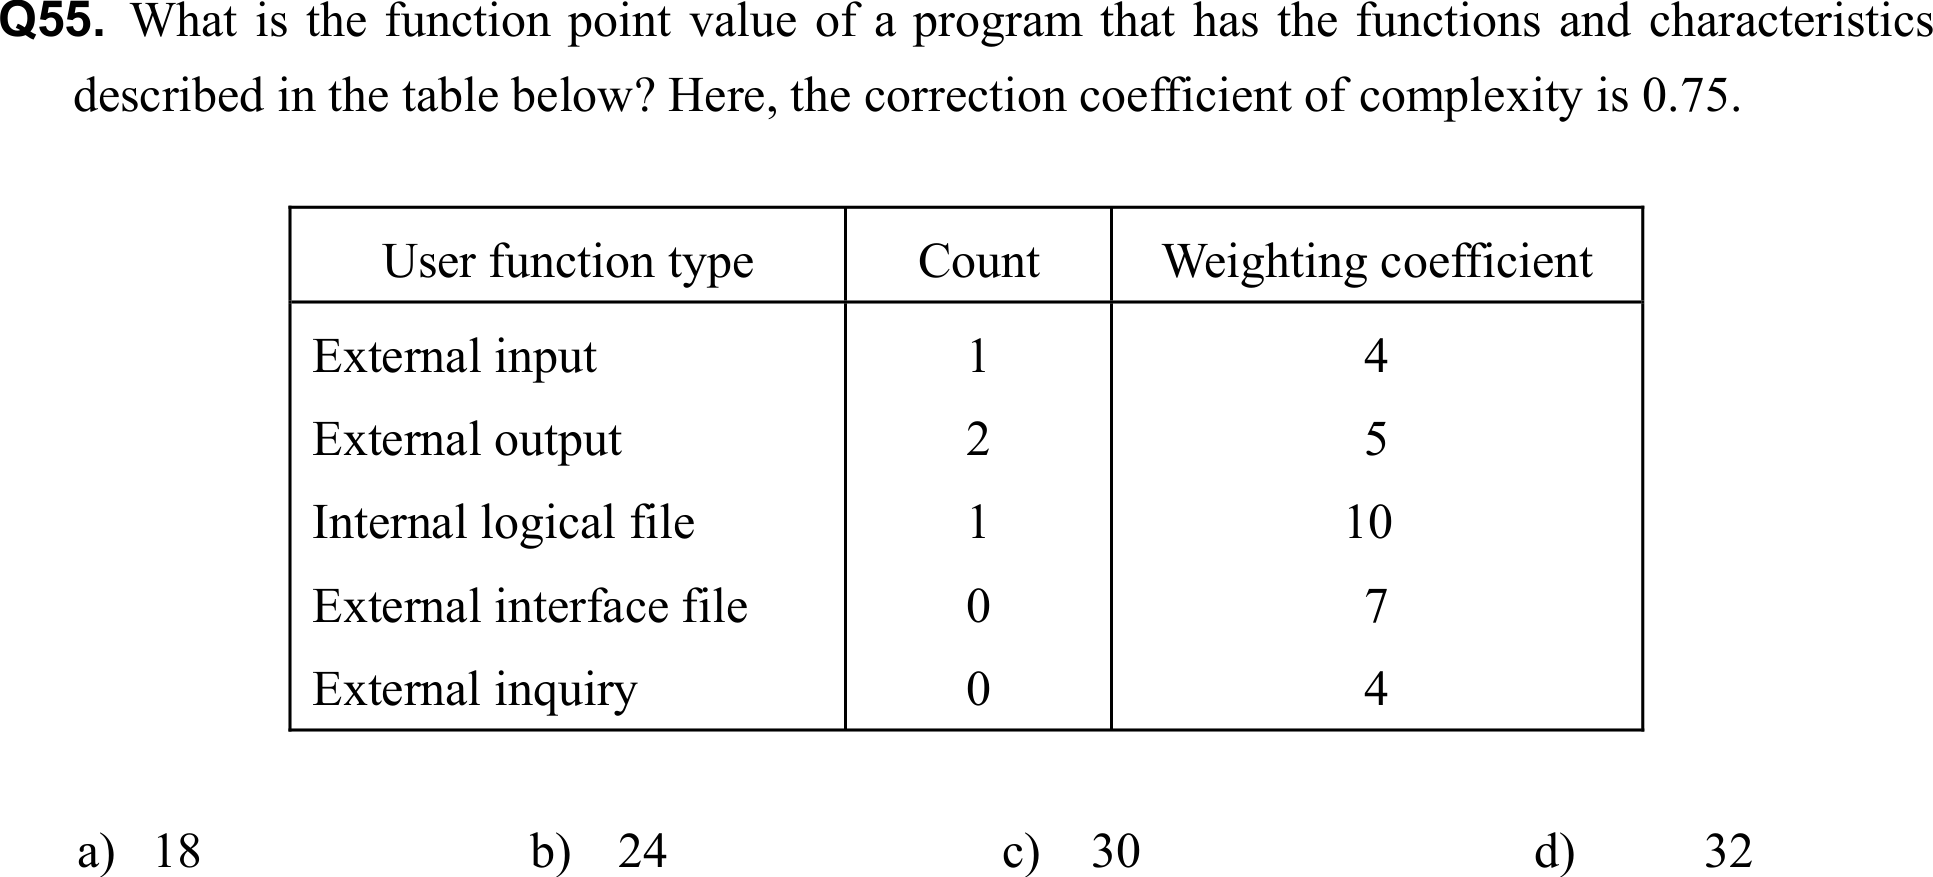 Q55. What is the function point value of a program that has the functions and characteristics
described in the table below? Here, the correction coefficient of complexity is 0.75.
User function type Count Weighting coefficient
External input 1 4
External output 2 5
Internal logical file 1 10
External interface file 0 7
External inquiry 0 4
a) 18 b) 24 c) 30 d) 32